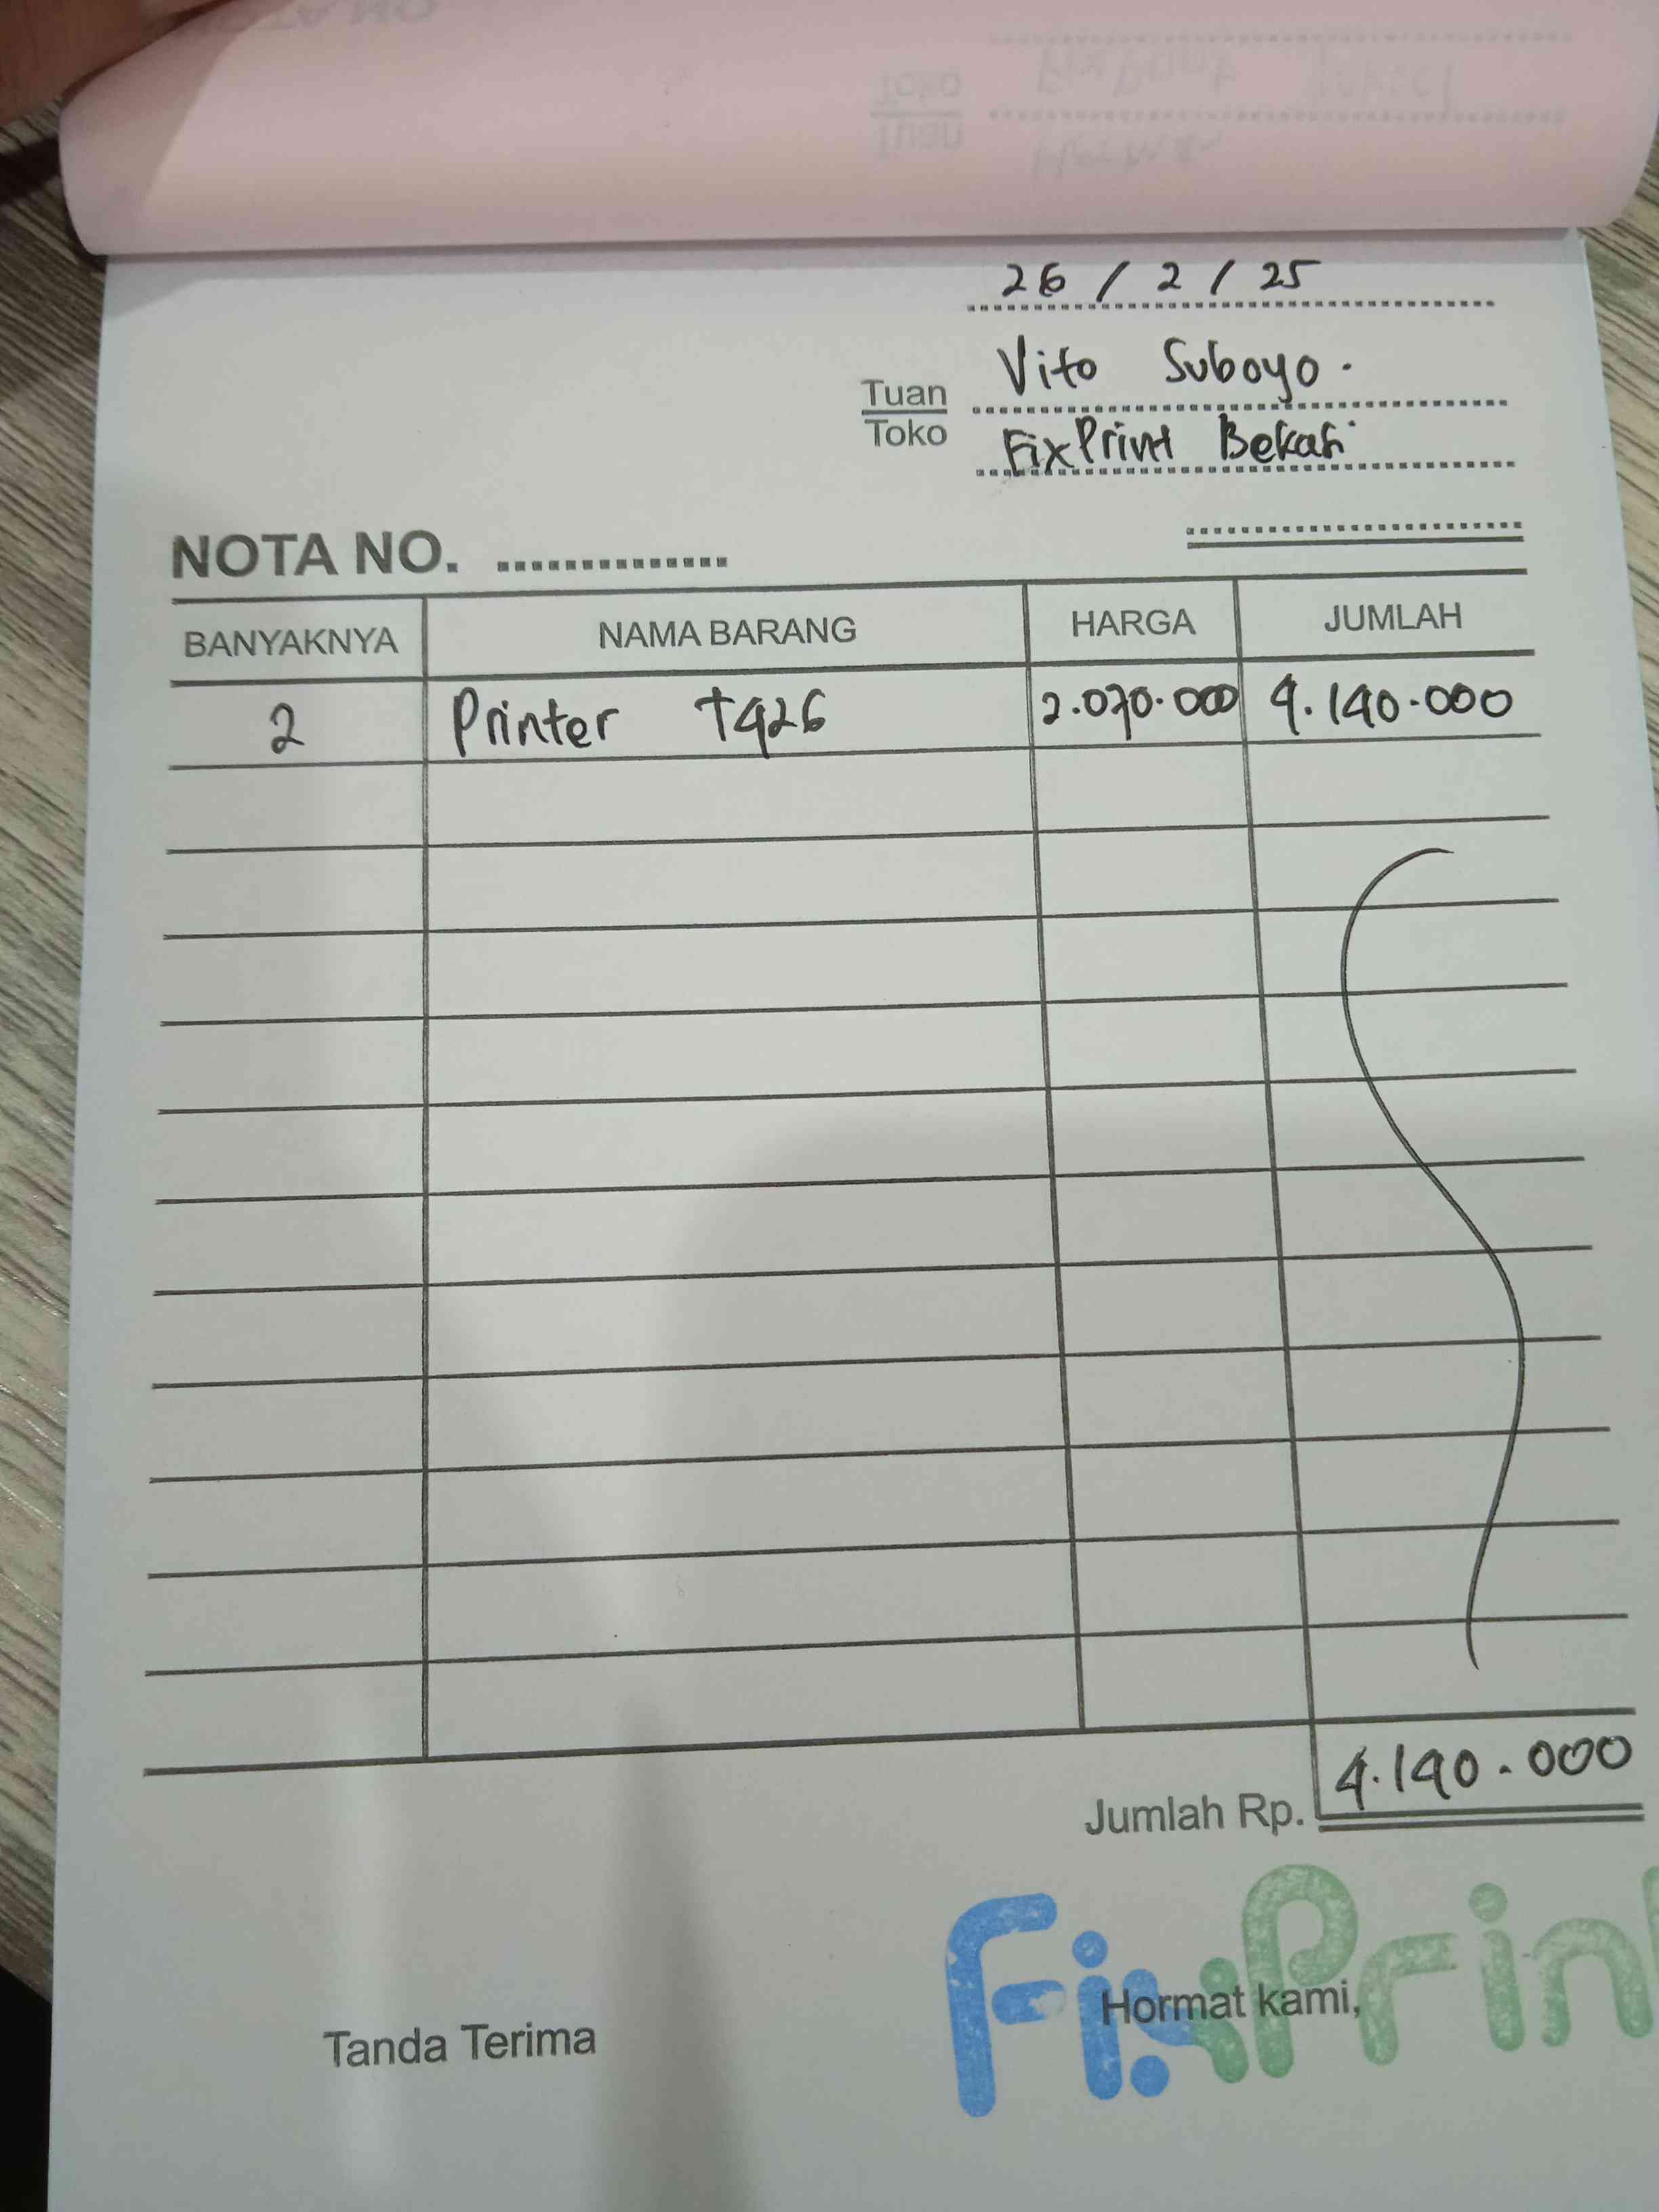 26 / 2 / 25
Tuan Vito Suboyo.
Toko FixPrint Bekasi
NOTA NO. ..............
BANYAKNYA NAMA BARANG HARGA JUMLAH
2 Printer T426 2.070.000 4.140.000
Jumlah Rp. 4.140.000
FixPrint
Hormat kami,
Tanda Terima